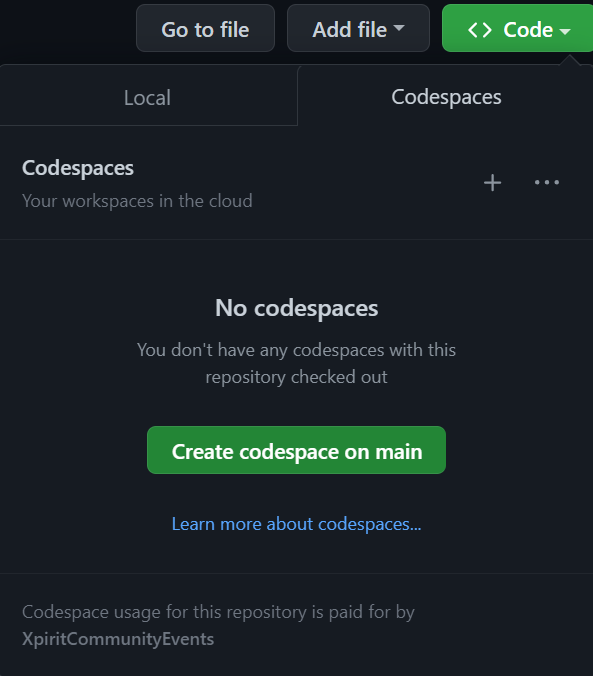 Go to file
Add file
<> Code
Local
Codespaces
Codespaces
Your workspaces in the cloud
No codespaces
You don't have any codespaces with this
repository checked out
Create codespace on main
Learn more about codespaces...
Codespace usage for this repository is paid for by
XpiritCommunityEvents